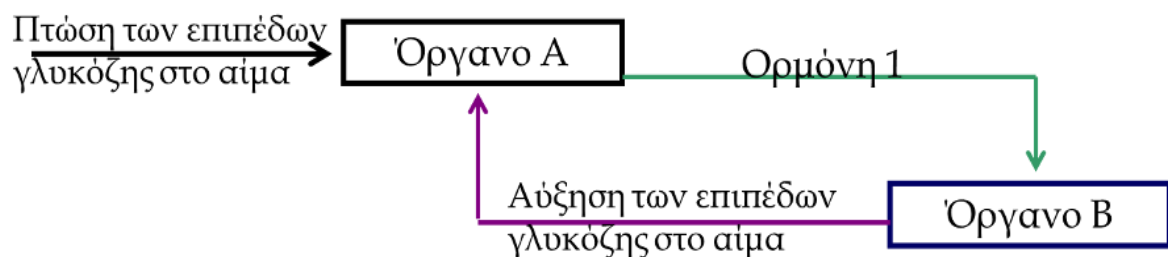 Πτώση των επιπέδων
γλυκόζης στο αίμα
Όργανο Α
Ορμόνη 1
Αύξηση των επιπέδων
γλυκόζης στο αίμα
Όργανο Β